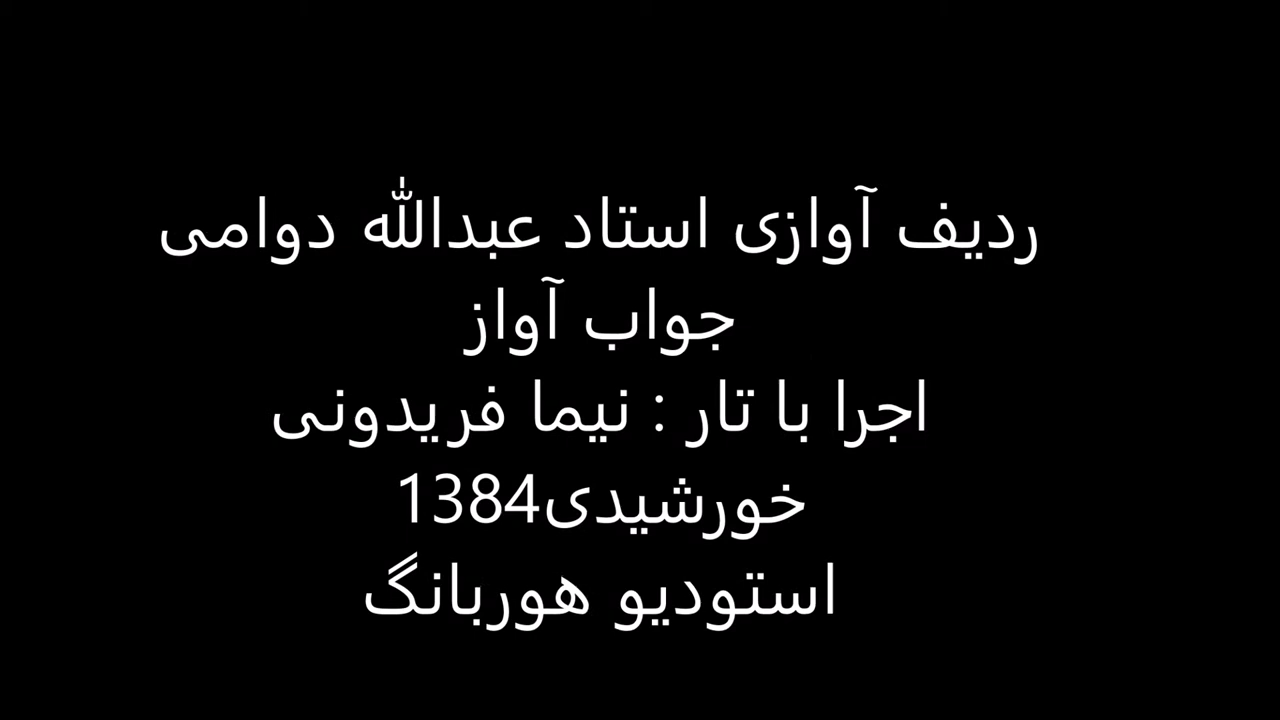 ردیف آوازی استاد عبدالله دوامی
جواب آواز
اجرا با تار : نیما فریدونی
خورشیدی1384
استودیو هوربانگ